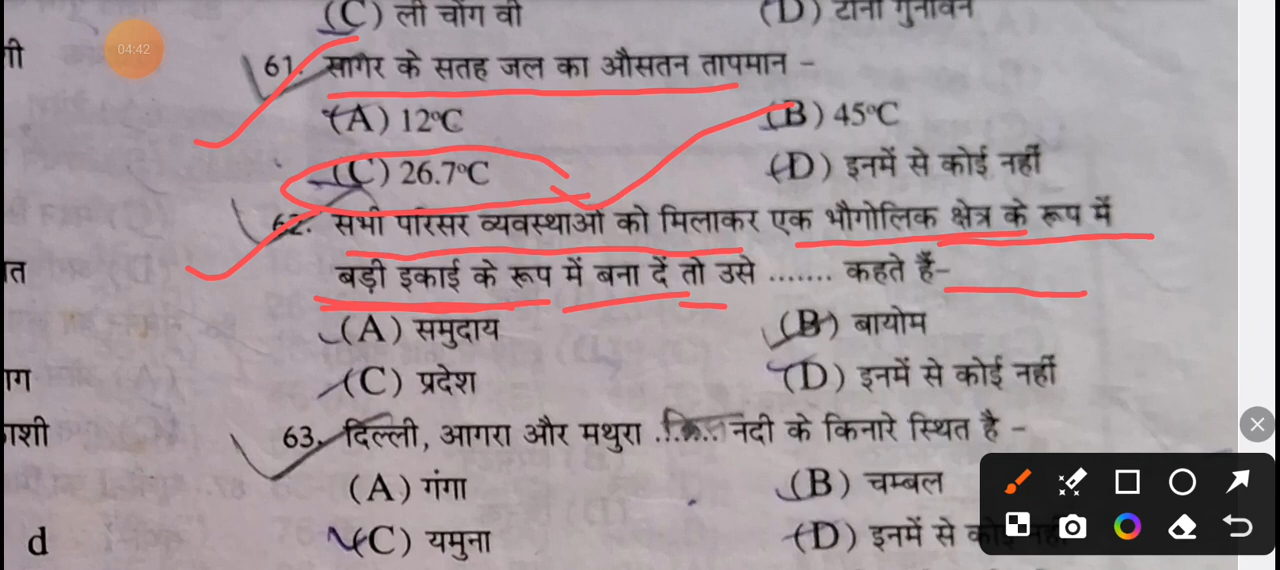 (C) ली चोंग वी (D) टोनी गुनावन
गी
04:42
61. सागर के सतह जल का औसतन तापमान –
(A) 12°C (B) 45°C
(C) 26.7°C (D) इनमें से कोई नहीं
62. सभी परिसर व्यवस्थाओं को मिलाकर एक भौगोलिक क्षेत्र के रूप में
त बड़ी इकाई के रूप में बना दें तो उसे ....... कहते हैं–
(A) समुदाय (B) बायोम
ाग (C) प्रदेश (D) इनमें से कोई नहीं
ाशी 63. दिल्ली, आगरा और मथुरा ....... नदी के किनारे स्थित है –
(A) गंगा (B) चम्बल
d (C) यमुना (D) इनमें से